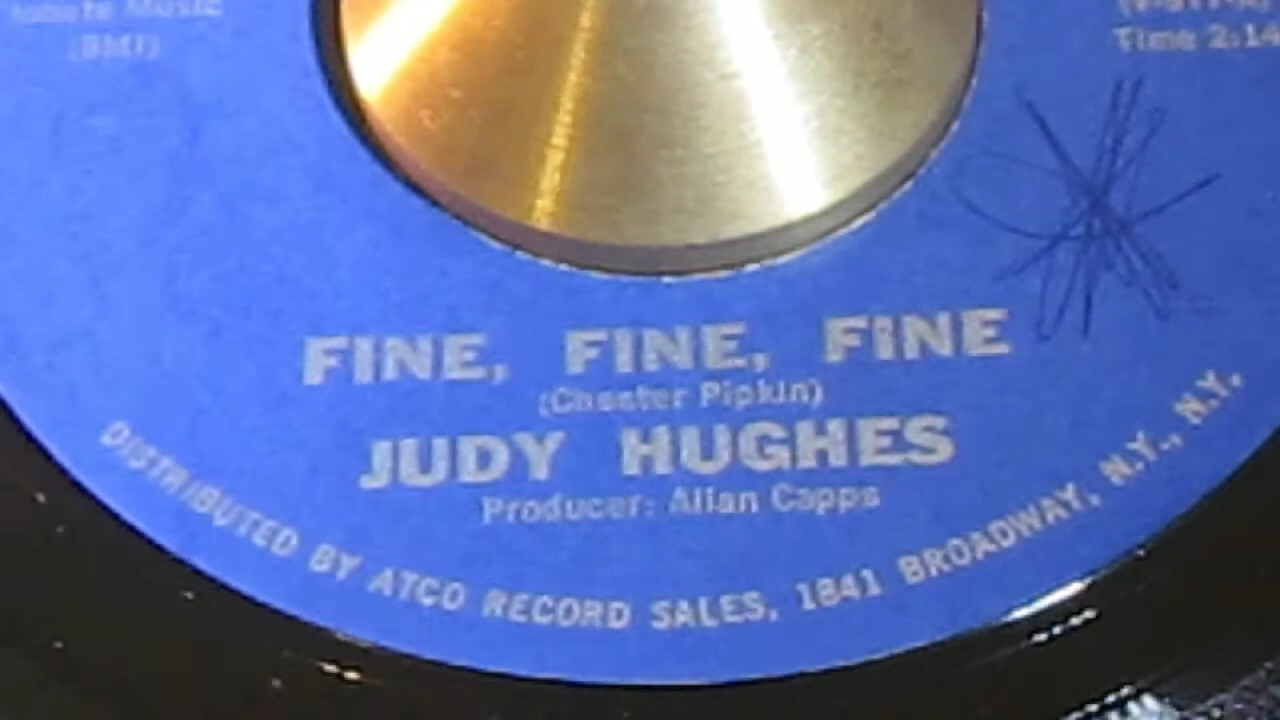 Music
(BMI)
Time 2:14
FINE, FINE, FINE
(Chester Pipkin)
JUDY HUGHES
Producer: Allan Capps
DISTRIBUTED BY ATCO RECORD SALES, 1841 BROADWAY, N.Y., N.Y.